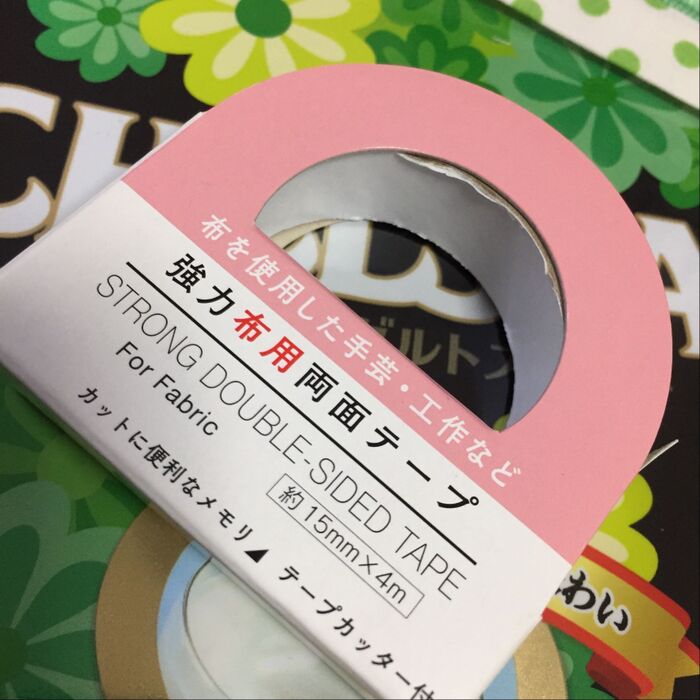 布を使用した手芸・工作など
強力布用両面テープ
STRONG DOUBLE-SIDED TAPE
For Fabric
約15mm×4m
カットに便利なメモリ◢ テープカッター付
わい